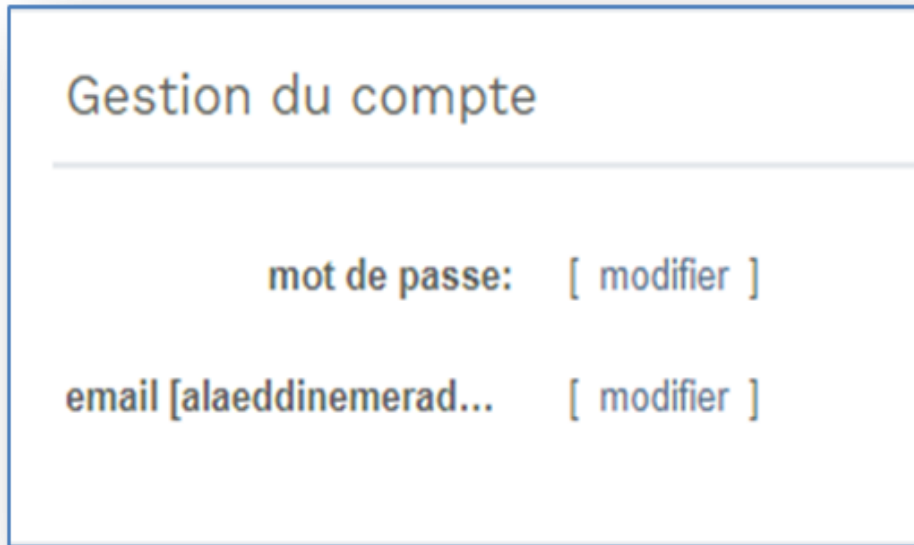 Gestion du compte
mot de passe: [ modifier ]
email [alaeddinemerad... [ modifier ]